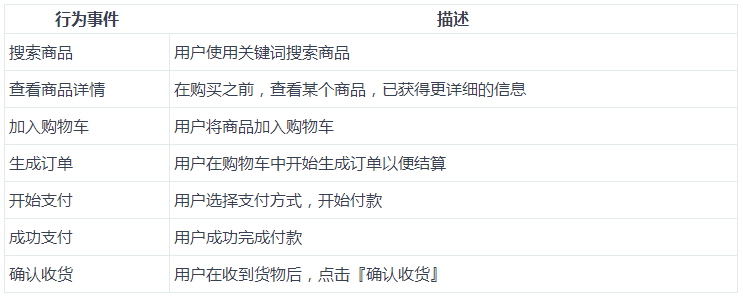 行为事件 描述
搜索商品 用户使用关键词搜索商品
查看商品详情 在购买之前，查看某个商品，已获得更详细的信息
加入购物车 用户将商品加入购物车
生成订单 用户在购物车中开始生成订单以便结算
开始支付 用户选择支付方式，开始付款
成功支付 用户成功完成付款
确认收货 用户在收到货物后，点击『确认收货』